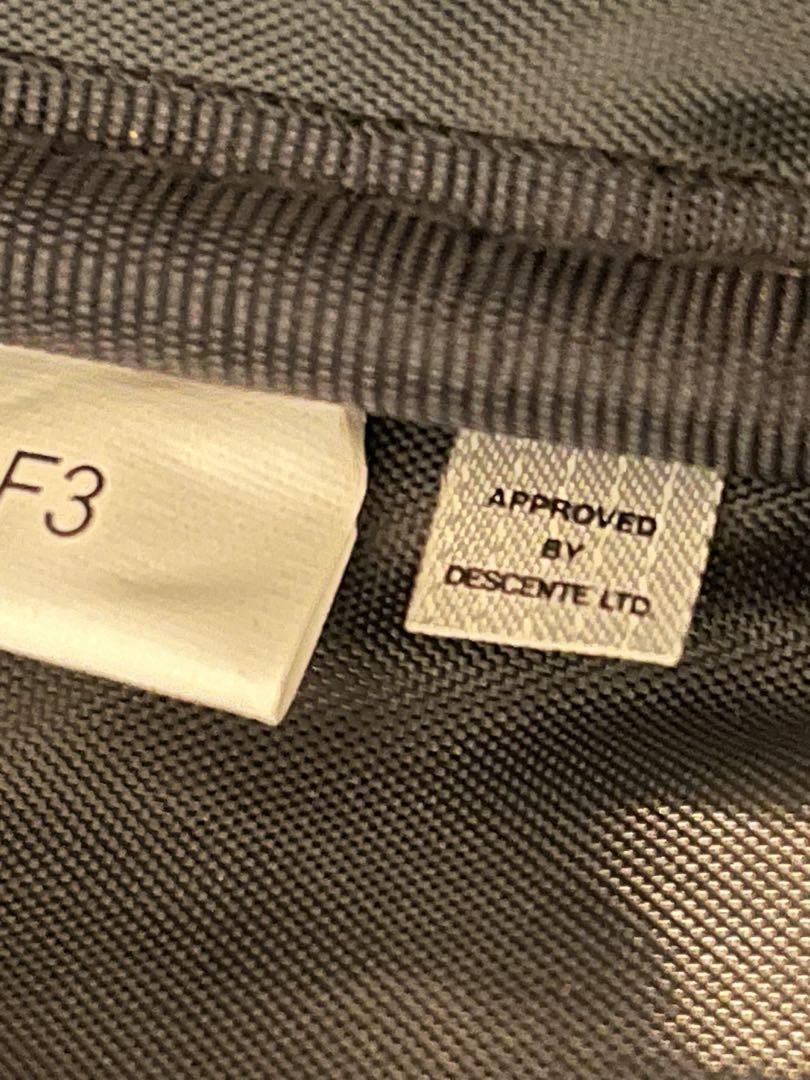 F3
APPROVED
BY
DESCENTE LTD